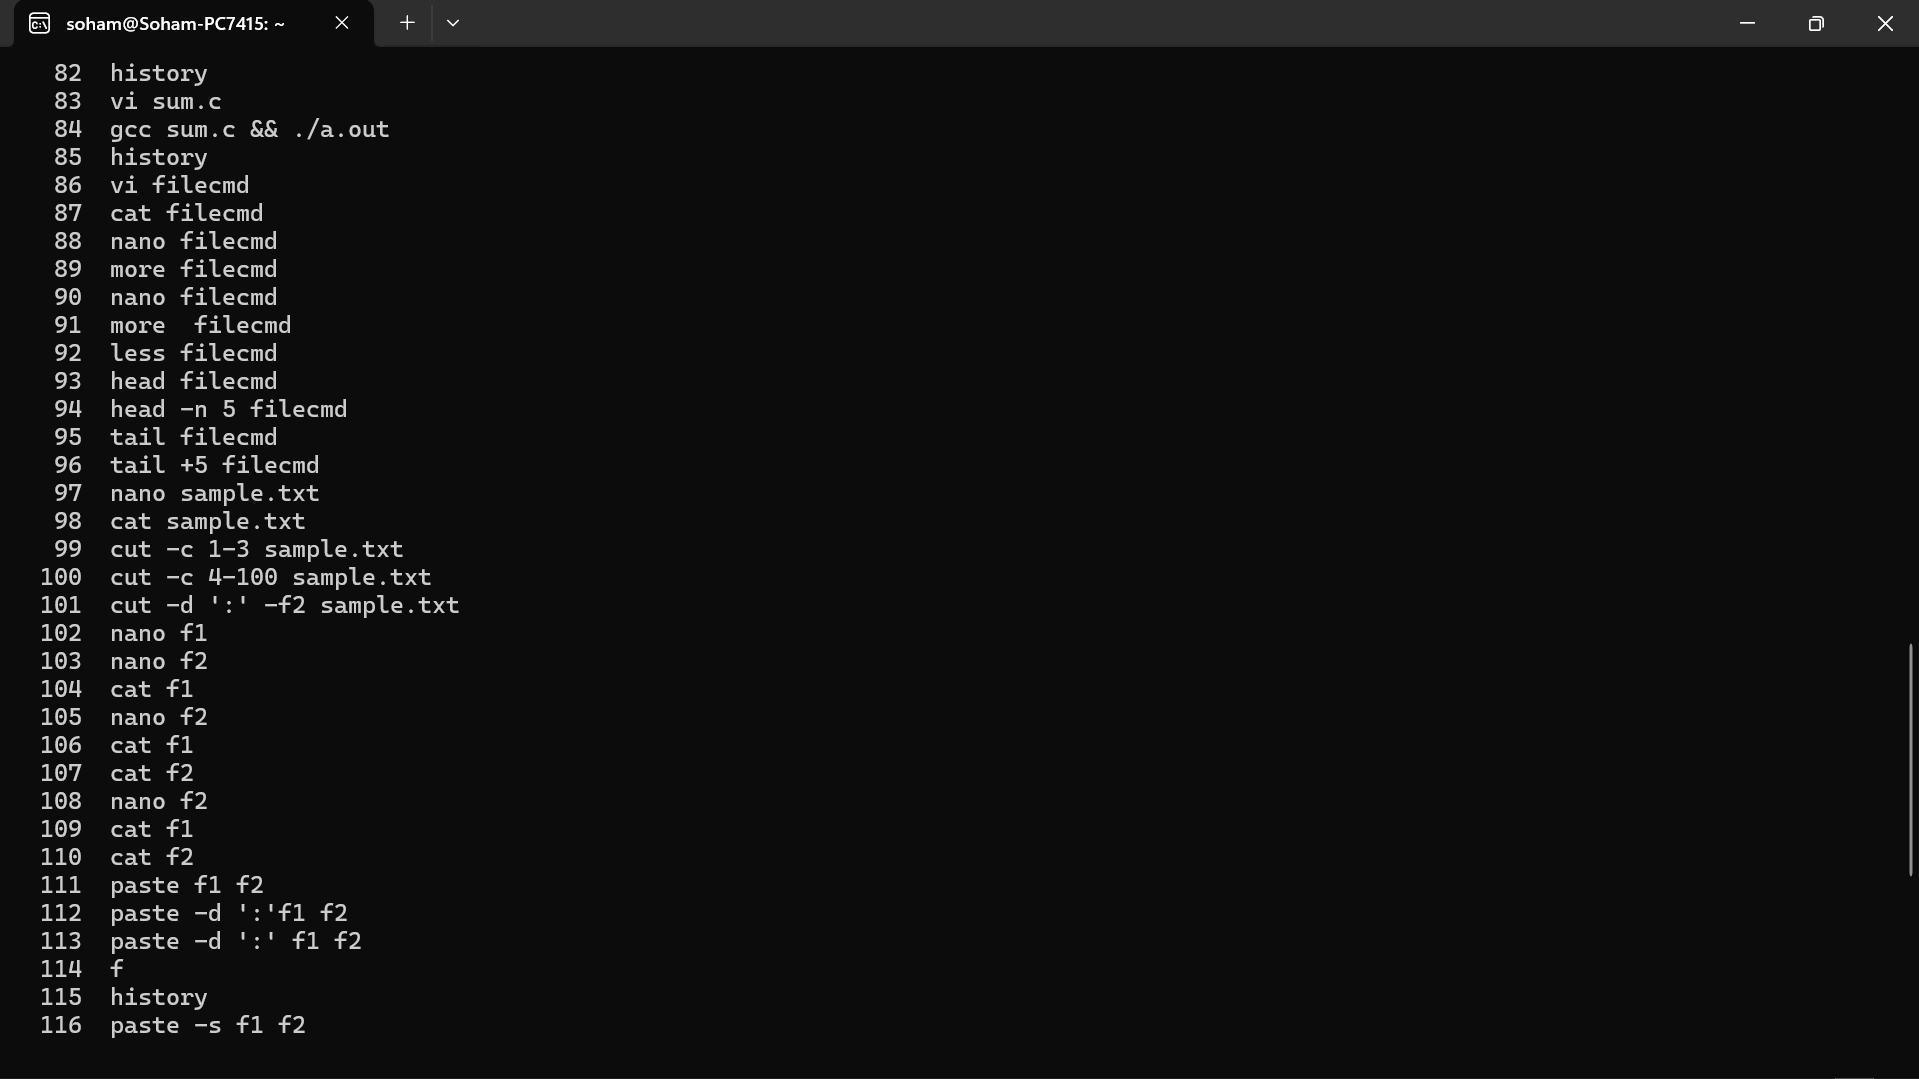 soham@Soham-PC7415: ~
82 history
83 vi sum.c
84 gcc sum.c && ./a.out
85 history
86 vi filecmd
87 cat filecmd
88 nano filecmd
89 more filecmd
90 nano filecmd
91 more  filecmd
92 less filecmd
93 head filecmd
94 head -n 5 filecmd
95 tail filecmd
96 tail +5 filecmd
97 nano sample.txt
98 cat sample.txt
99 cut -c 1-3 sample.txt
100 cut -c 4-100 sample.txt
101 cut -d ':' -f2 sample.txt
102 nano f1
103 nano f2
104 cat f1
105 nano f2
106 cat f1
107 cat f2
108 nano f2
109 cat f1
110 cat f2
111 paste f1 f2
112 paste -d ':'f1 f2
113 paste -d ':' f1 f2
114 f
115 history
116 paste -s f1 f2